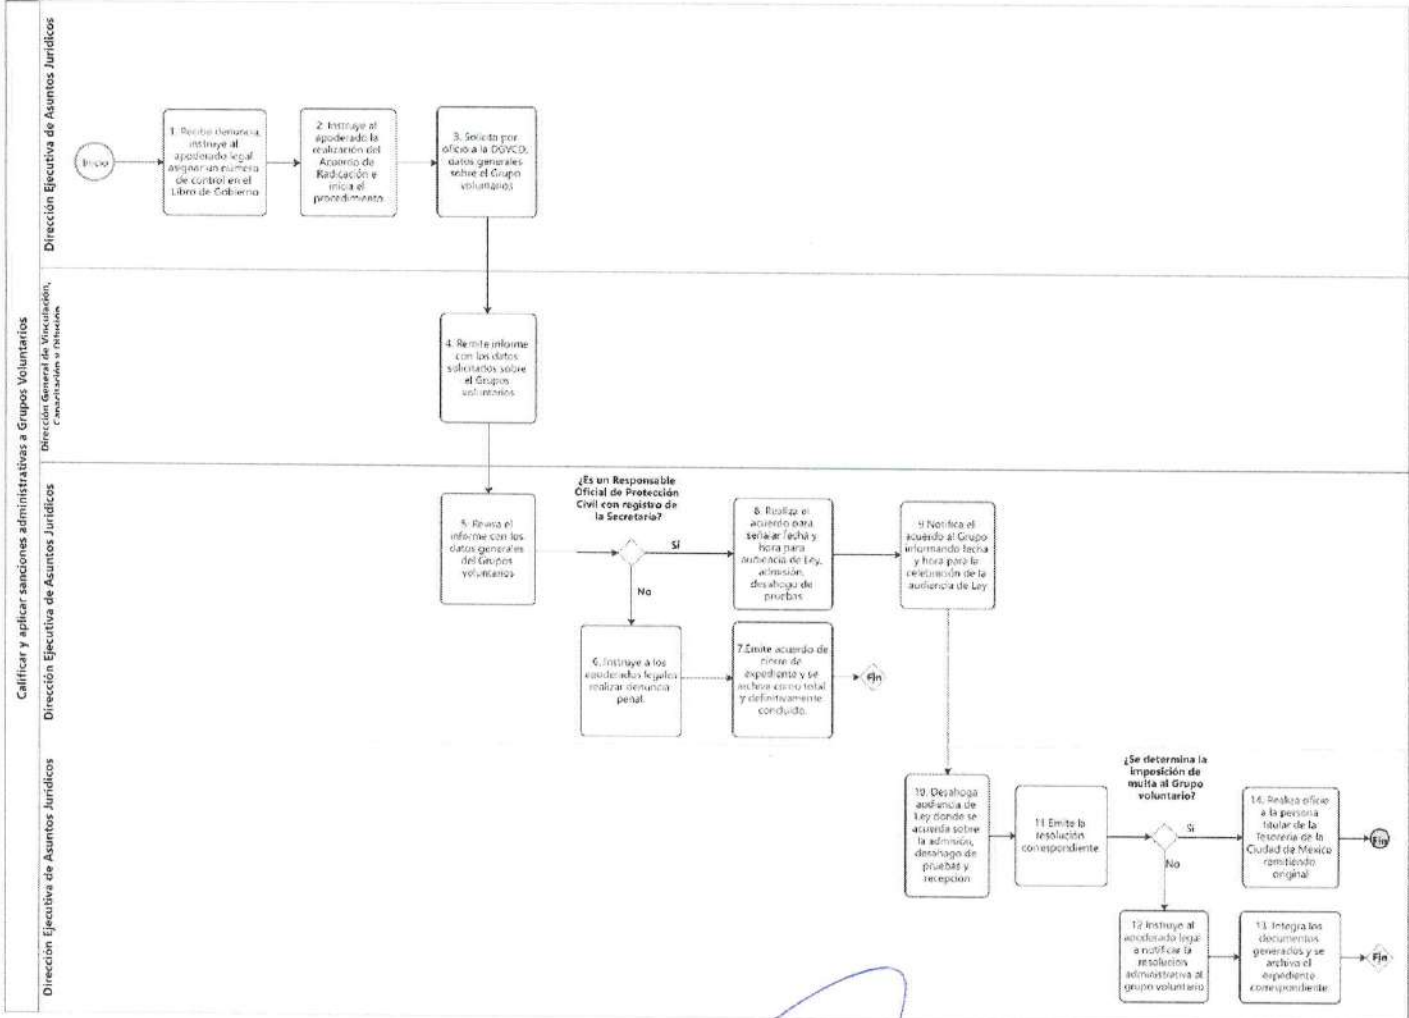 Calificar y aplicar sanciones administrativas a Grupos Voluntarios
Dirección Ejecutiva de Asuntos Jurídicos
Inicio
1. Recibe denuncia,
instruye al
apoderado legal
asignar un número
de control en el
Libro de Gobierno
2. Instruye al
apoderado la
realización del
Acuerdo de
Radicación e
inicia el
procedimiento
3. Solicita por
oficio a la DGVCD,
datos generales
sobre el Grupo
voluntarios
Dirección General de Vinculación,
Capacitación y Difusión
4. Remite informe
con los datos
solicitados sobre
el Grupos
voluntarios
Dirección Ejecutiva de Asuntos Jurídicos
5. Revisa el
informe con los
datos generales
del Grupos
voluntarios
¿Es un Responsable
Oficial de Protección
Civil con registro de
la Secretaría?
Sí
No
8. Realiza el
acuerdo para
señalar fecha y
hora para
audiencia de Ley,
admisión,
desahogo de
pruebas
9 Notifica el
acuerdo al Grupo
informando fecha
y hora para la
celebración de la
audiencia de Ley
6. Instruye a los
apoderados legales
realizar denuncia
penal.
7.Emite acuerdo de
cierre de
expediente y se
archiva como total
y definitivamente
concluido.
Fin
Dirección Ejecutiva de Asuntos Jurídicos
10. Desahoga
audiencia de
Ley donde se
acuerda sobre
la admisión,
desahogo de
pruebas y
recepción
11 Emite la
resolución
correspondiente
¿Se determina la
imposición de
multa al Grupo
voluntario?
Si
No
14. Realiza oficio
a la persona
titular de la
Tesorería de la
Ciudad de Mexico
remitiendo
original
Fin
12 Instruye al
apoderado legal
a notificar la
resolución
administrativa al
grupo voluntario
13. Integra los
documentos
generados y se
archiva el
expediente
correspondiente
Fin